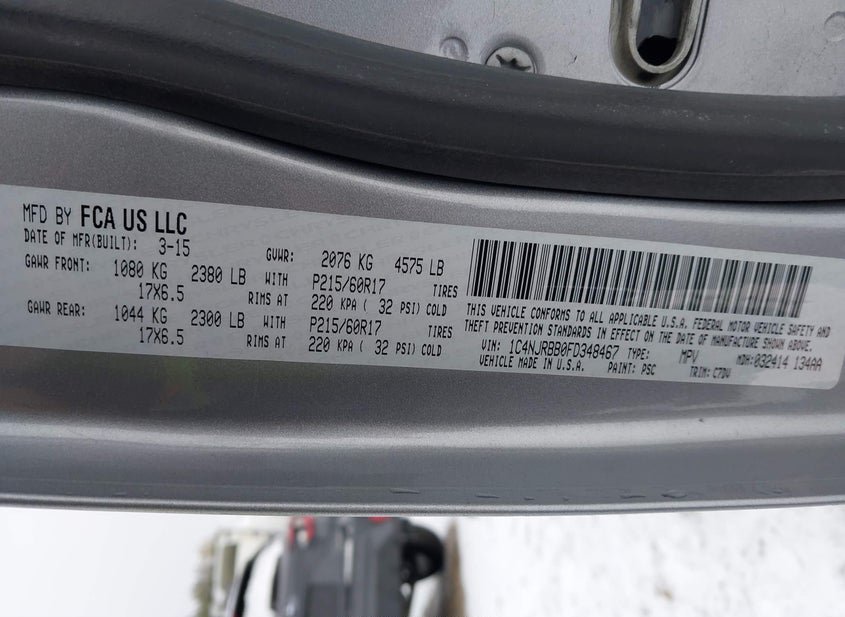 MFD BY FCA US LLC
DATE OF MFR(BUILT): 3-15 GVWR: 2076 KG 4575 LB
GAWR FRONT: 1080 KG 2380 LB WITH P215/60R17 TIRES
17X6.5 RIMS AT 220 KPA ( 32 PSI) COLD
GAWR REAR: 1044 KG 2300 LB WITH P215/60R17 TIRES
17X6.5 RIMS AT 220 KPA ( 32 PSI) COLD
THIS VEHICLE CONFORMS TO ALL APPLICABLE U.S.A. FEDERAL MOTOR VEHICLE SAFETY AND
THEFT PREVENTION STANDARDS IN EFFECT ON THE DATE OF MANUFACTURE SHOWN ABOVE.
VIN: 1C4NJRBB0FD348467 TYPE: MPV MDH:032414 134AA
VEHICLE MADE IN U.S.A. PAINT: PSC TRIM: C7DV